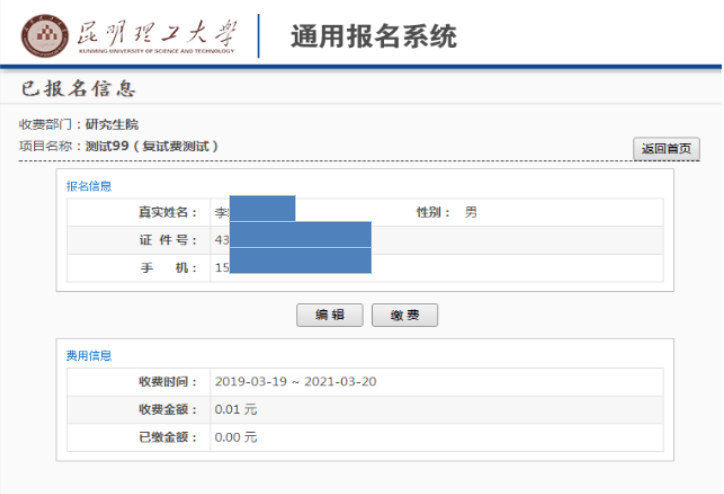 昆明理工大学
KUNMING UNIVERSITY OF SCIENCE AND TECHNOLOGY
通用报名系统
已报名信息
收费部门：研究生院
项目名称：测试99（复试费测试）
返回首页
报名信息
真实姓名： 李 性别： 男
证 件 号： 43
手 机： 15
编 辑 缴 费
费用信息
收费时间： 2019-03-19 ~ 2021-03-20
收费金额： 0.01 元
已缴金额： 0.00 元